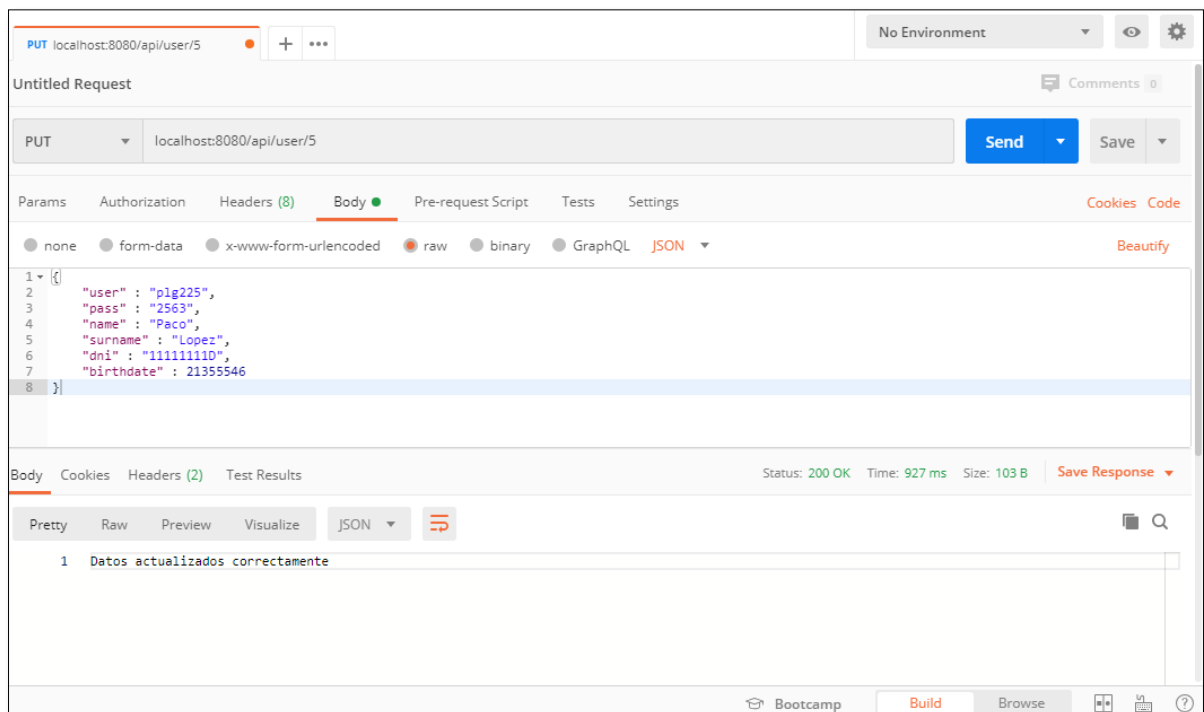 PUT localhost:8080/api/user/5
No Environment
Untitled Request
Comments 0
PUT localhost:8080/api/user/5 Send Save
Params Authorization Headers (8) Body Pre-request Script Tests Settings Cookies Code
none form-data x-www-form-urlencoded raw binary GraphQL JSON Beautify
1 {
2 "user" : "plg225",
3 "pass" : "2563",
4 "name" : "Paco",
5 "surname" : "Lopez",
6 "dni" : "11111111D",
7 "birthdate" : 21355546
8 }
Body Cookies Headers (2) Test Results Status: 200 OK Time: 927 ms Size: 103 B Save Response
Pretty Raw Preview Visualize JSON
1 Datos actualizados correctamente
Bootcamp Build Browse